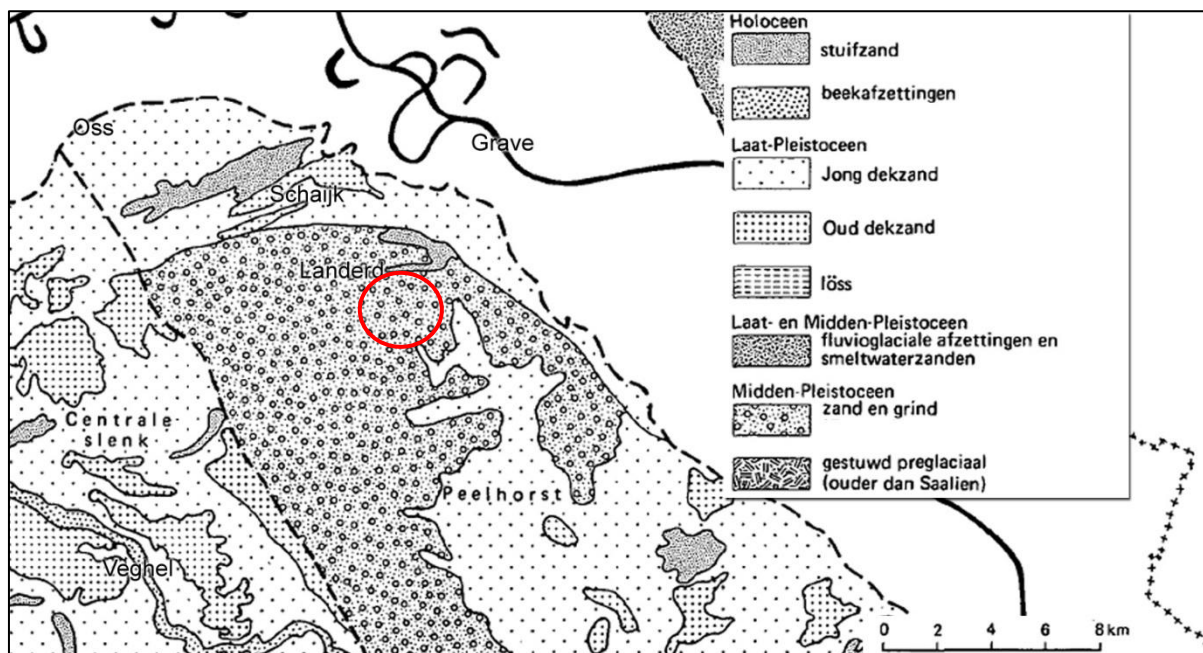 Holoceen
stuifzand
beekafzettingen
Laat-Pleistoceen
Jong dekzand
Oud dekzand
löss
Laat- en Midden-Pleistoceen
fluvioglaciale afzettingen en
smeltwaterzanden
Midden-Pleistoceen
zand en grind
gestuwd preglaciaal
(ouder dan Saalien)
Oss
Grave
Schaijk
Landerd
Centrale-
slenk
Peelhorst
Veghel
0 2 4 6 8 km